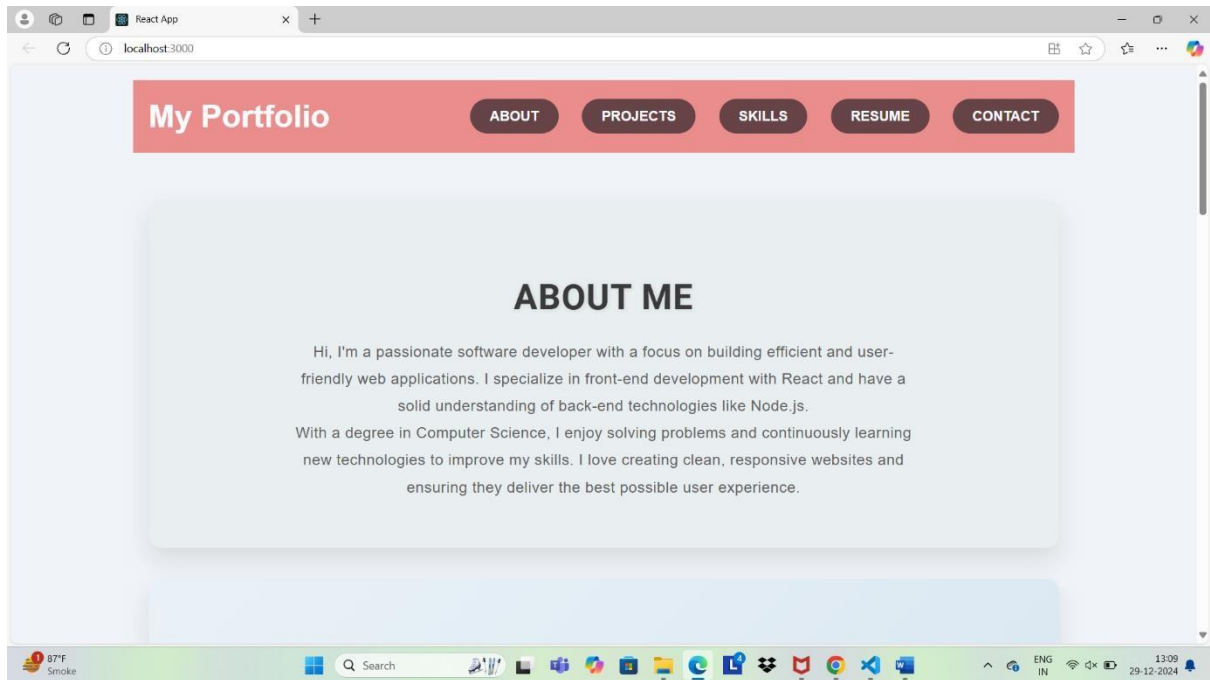 React App
localhost:3000
My Portfolio
ABOUT
PROJECTS
SKILLS
RESUME
CONTACT
ABOUT ME
Hi, I'm a passionate software developer with a focus on building efficient and user-
friendly web applications. I specialize in front-end development with React and have a
solid understanding of back-end technologies like Node.js.
With a degree in Computer Science, I enjoy solving problems and continuously learning
new technologies to improve my skills. I love creating clean, responsive websites and
ensuring they deliver the best possible user experience.
1
87°F
Smoke
Search
ENG
IN
13:09
29-12-2024